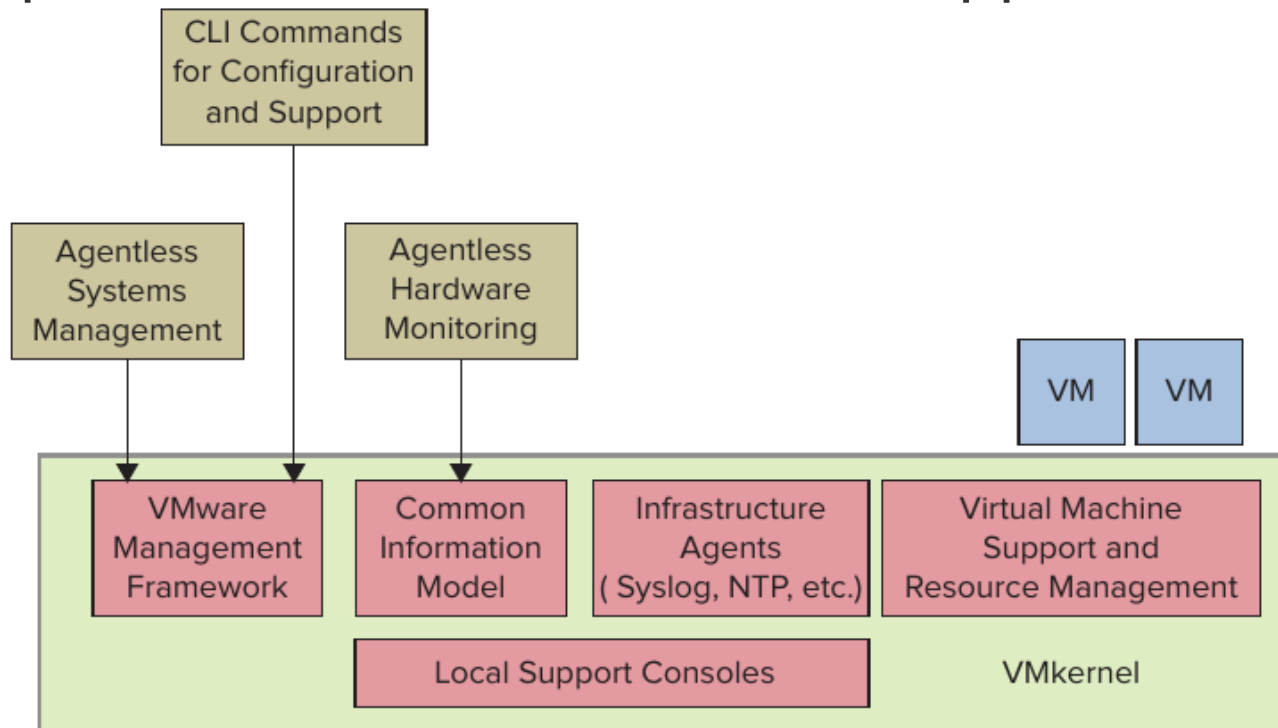 CLI Commands
for Configuration
and Support
Agentless
Systems
Management
Agentless
Hardware
Monitoring
VM
VM
VMware
Management
Framework
Common
Information
Model
Infrastructure
Agents
( Syslog, NTP, etc.)
Virtual Machine
Support and
Resource Management
Local Support Consoles
VMkernel